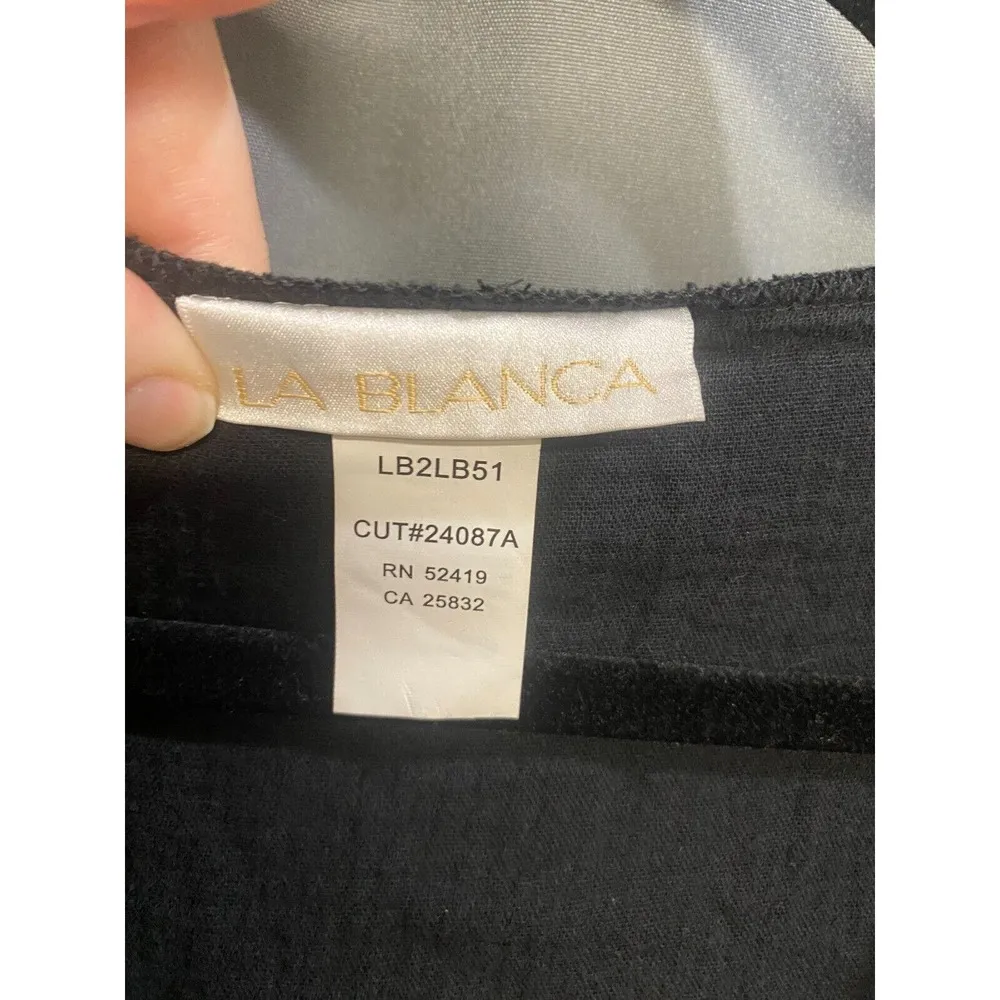 LA BLANCA
LB2LB51
CUT#24087A
RN 52419
CA 25832